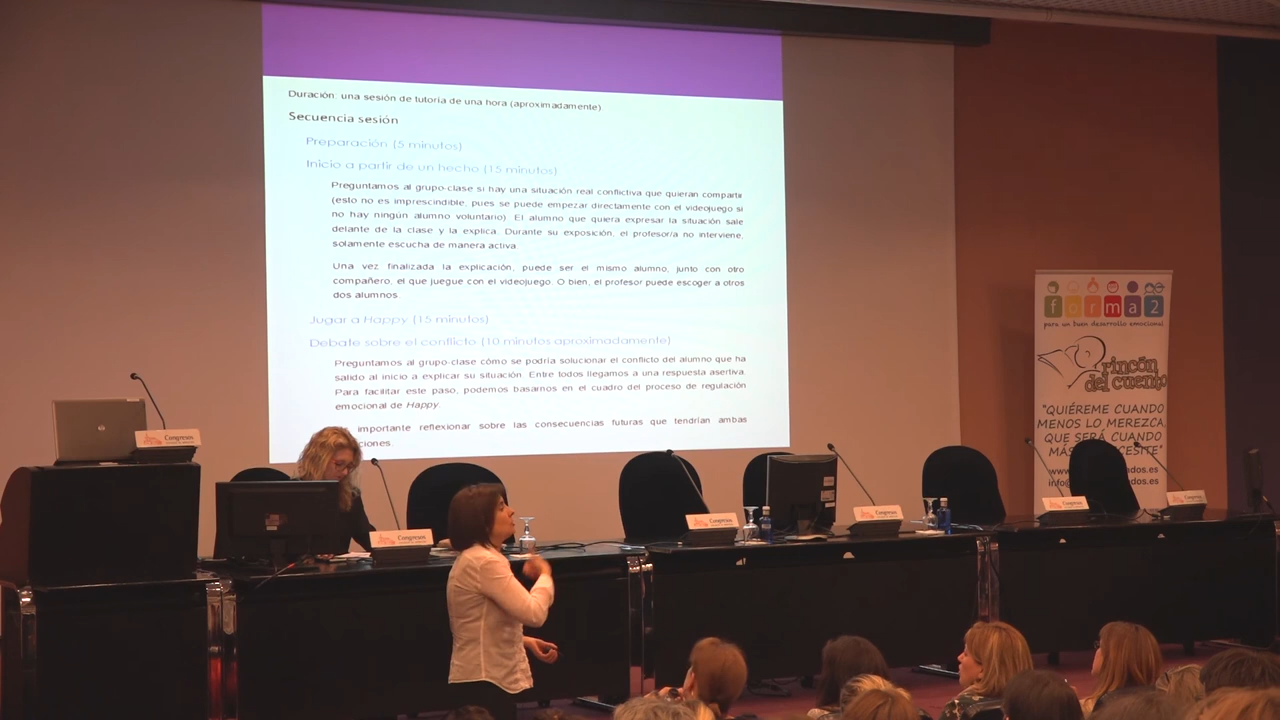 Duración: una sesión de tutoría de una hora (aproximadamente)
Secuencia sesión
Preparación (5 minutos)
Inicio a partir de un hecho (15 minutos)
Preguntamos al grupo-clase si hay una situación real conflictiva que quieran compartir
(esto no es imprescindible, pues se puede empezar directamente con el videojuego si
no hay ningún alumno voluntario). El alumno que quiera expresar la situación sale
delante de la clase y la explica. Durante su exposición, el profesor/a no interviene,
solamente escucha de manera activa.
Una vez finalizada la explicación, puede ser el mismo alumno, junto con otro
compañero, el que juegue con el videojuego. O bien, el profesor puede escoger a otros
dos alumnos.
Jugar a Happy (15 minutos)
Debate sobre el conflicto (10 minutos aproximadamente)
Preguntamos al grupo-clase cómo se podría solucionar el conflicto del alumno que ha
salido al inicio a explicar su situación. Entre todos llegamos a una respuesta asertiva.
Para facilitar este paso, podemos basarnos en el cuadro del proceso de regulación
emocional de Happy.
importante reflexionar sobre las consecuencias futuras que tendrían ambas
ciones.
forma2
para un buen desarrollo emocional
rincón
del cuento
"QUIÉREME CUANDO
MENOS LO MEREZCA,
QUE SERÁ CUANDO
MÁS
Congresos
Congresos
Congresos
Congresos
Congresos
Congresos